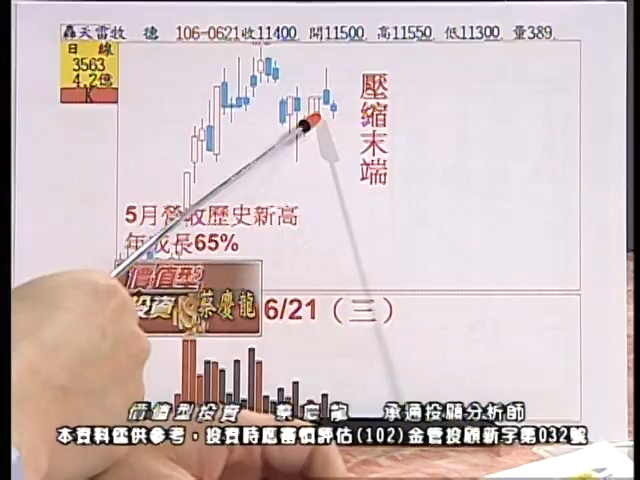 轟天雷牧 德 106-0621收11400 開11500 高11550 低11300 量389
日線
3563
4.2億
K
壓縮末端
5月營收歷史新高
年成長65%
價值型
投資 蔡慶龍
6/21(三)
價值型投資 蔡慶龍 承通投顧分析師
本資料僅供參考,投資時應審慎評估(102)金管投顧新字第032號